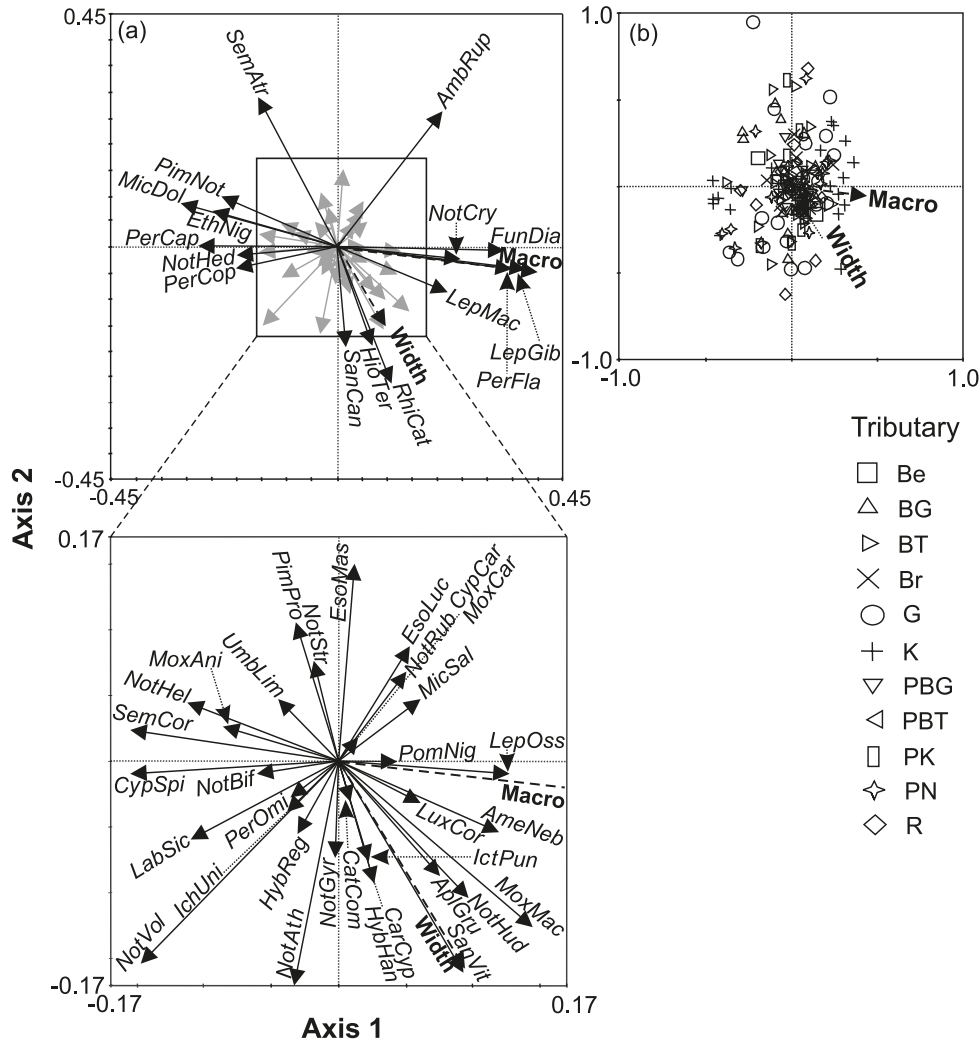 0.45
(a)
SemAtr
AmbRup
PimNot
MicDol
EthNig
NotCry
PerCap
FunDia
NotHed
Macro
PerCop
LepMac
Width
LepGib
SanCan
HioTer
RhiCat
PerFla
-0.45
-0.45
0.45
Axis 2
1.0
(b)
Macro
Width
-1.0
-1.0
1.0
Tributary
Be
BG
BT
Br
G
K
PBG
PBT
PK
PN
R
0.17
PimPro
NotStr
EsoMas
EsoLuc
NotRub
CypCar
MoxCar
MoxAni
UmbLim
MicSal
NotHel
SemCor
PomNig
LepOss
CypSpi
NotBif
Macro
PerOmi
LuxCor
AmeNeb
LabSic
IchUni
HybReg
NotGyr
CatCom
IctPun
NotVol
NotAth
CarCyp
HybHan
AplGru
NotHud
MoxMac
Width
SanVit
-0.17
-0.17
0.17
Axis 1